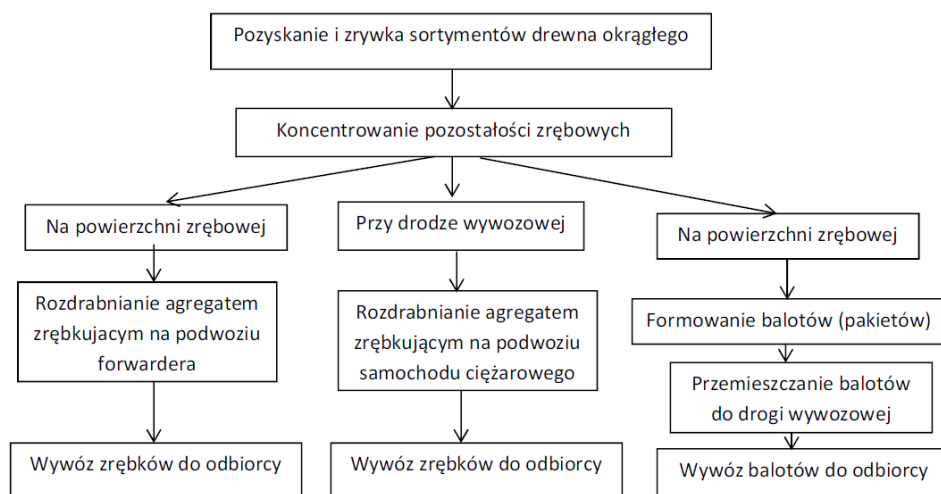 Pozyskanie i zrywka sortymentów drewna okrągłego
Koncentrowanie pozostałości zrębowych
Na powierzchni zrębowej
Przy drodze wywozowej
Na powierzchni zrębowej
Rozdrabnianie agregatem
zrębkujacym na podwoziu
forwardera
Rozdrabnianie agregatem
zrębkującym na podwoziu
samochodu ciężarowego
Formowanie balotów (pakietów)
Przemieszczanie balotów
do drogi wywozowej
Wywóz zrębków do odbiorcy
Wywóz zrębków do odbiorcy
Wywóz balotów do odbiorcy